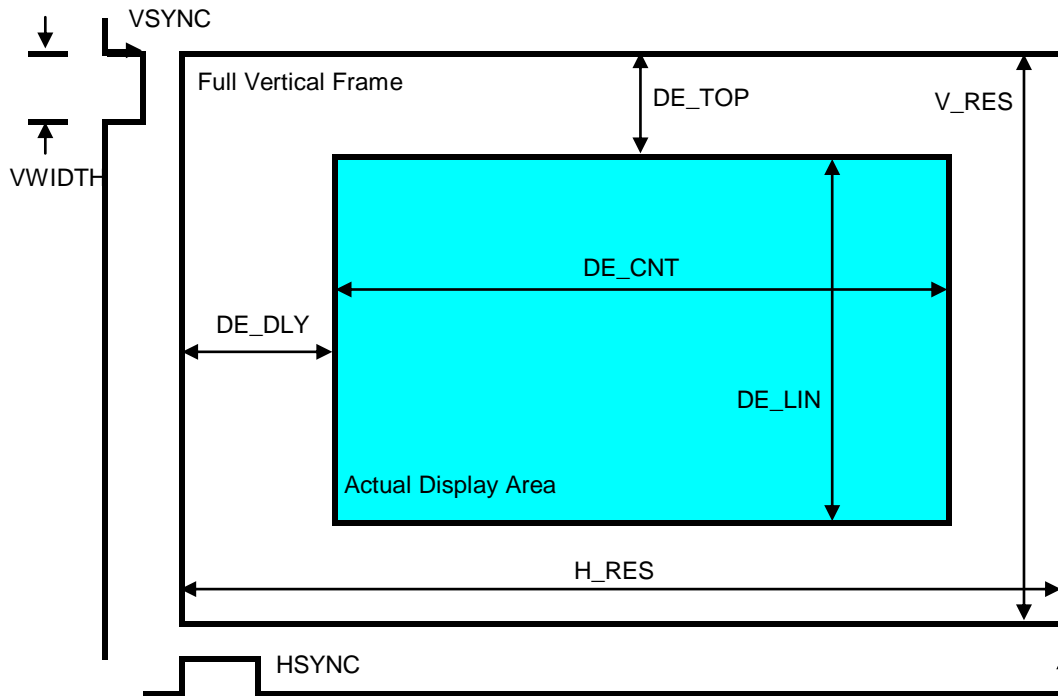 VSYNC
Full Vertical Frame
DE_TOP
V_RES
VWIDTH
DE_CNT
DE_DLY
DE_LIN
Actual Display Area
H_RES
HSYNC